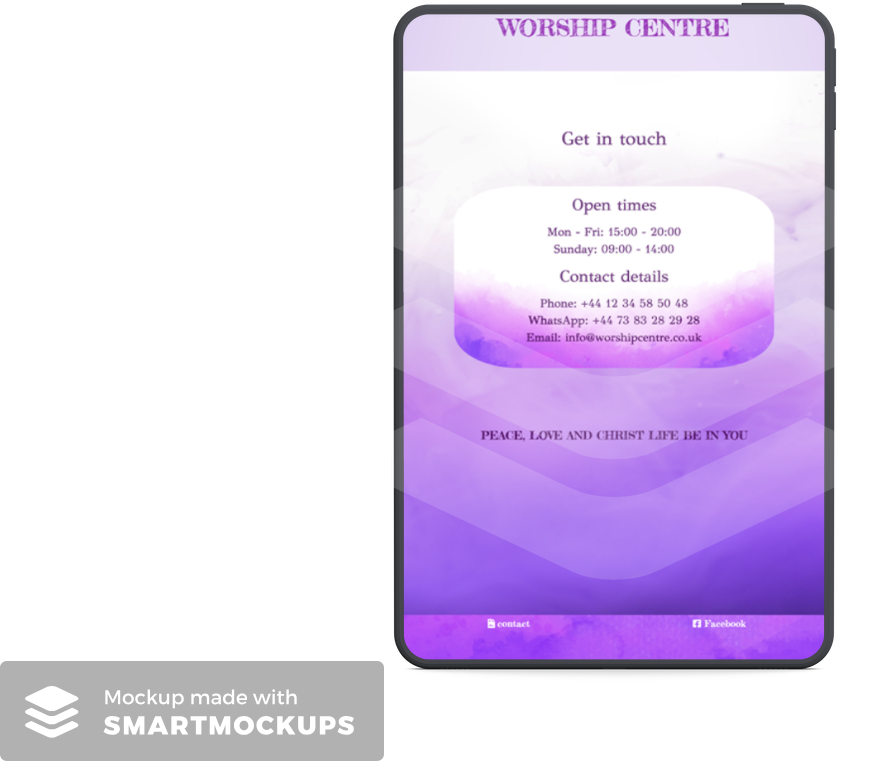 WORSHIP CENTRE
Get in touch
Open times
Mon - Fri: 15:00 - 20:00
Sunday: 09:00 - 14:00
Contact details
Phone: +44 12 34 58 50 48
WhatsApp: +44 73 83 28 29 28
Email: info@worshipcentre.co.uk
PEACE, LOVE AND CHRIST LIFE BE IN YOU
contact
Facebook
Mockup made with
SMARTMOCKUPS